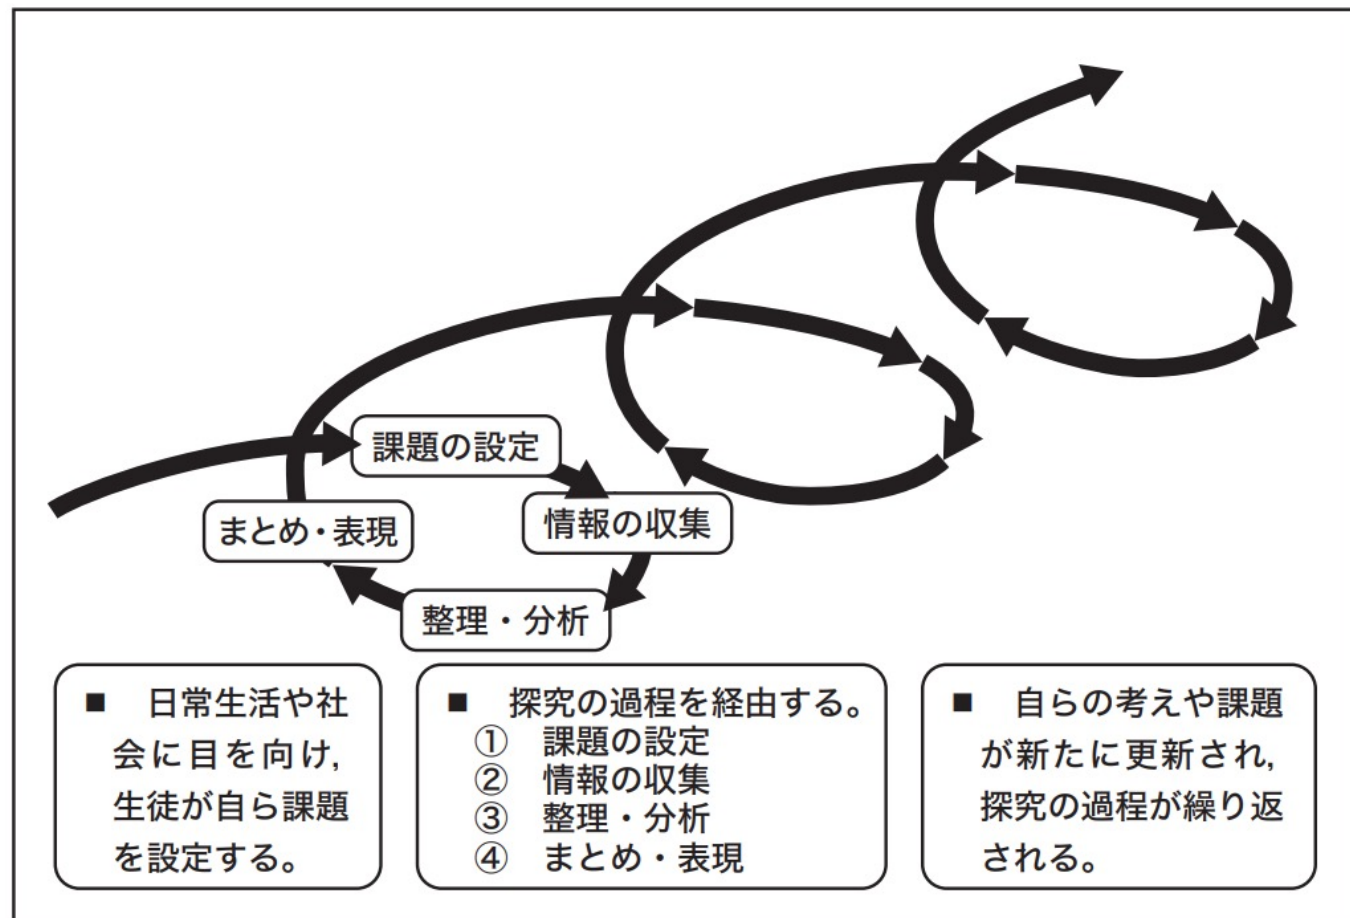 課題の設定
情報の収集
まとめ・表現
整理・分析
■　日常生活や社
会に目を向け,
生徒が自ら課題
を設定する。
■　探究の過程を経由する。
①　課題の設定
②　情報の収集
③　整理・分析
④　まとめ・表現
■　自らの考えや課題
が新たに更新され,
探究の過程が繰り返
される。